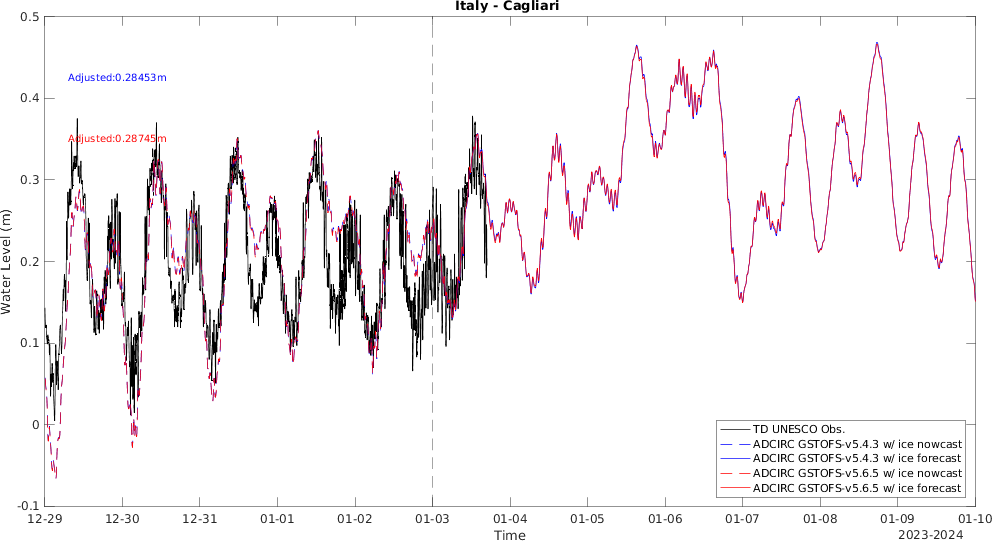 Italy - Cagliari
0.5
0.4
0.3
0.2
0.1
0
-0.1
Water Level (m)
Adjusted:0.28453m
Adjusted:0.28745m
TD UNESCO Obs.
ADCIRC GSTOFS-v5.4.3 w/ ice nowcast
ADCIRC GSTOFS-v5.4.3 w/ ice forecast
ADCIRC GSTOFS-v5.6.5 w/ ice nowcast
ADCIRC GSTOFS-v5.6.5 w/ ice forecast
12-29 12-30 12-31 01-01 01-02 01-03 01-04 01-05 01-06 01-07 01-08 01-09 01-10
Time
2023-2024